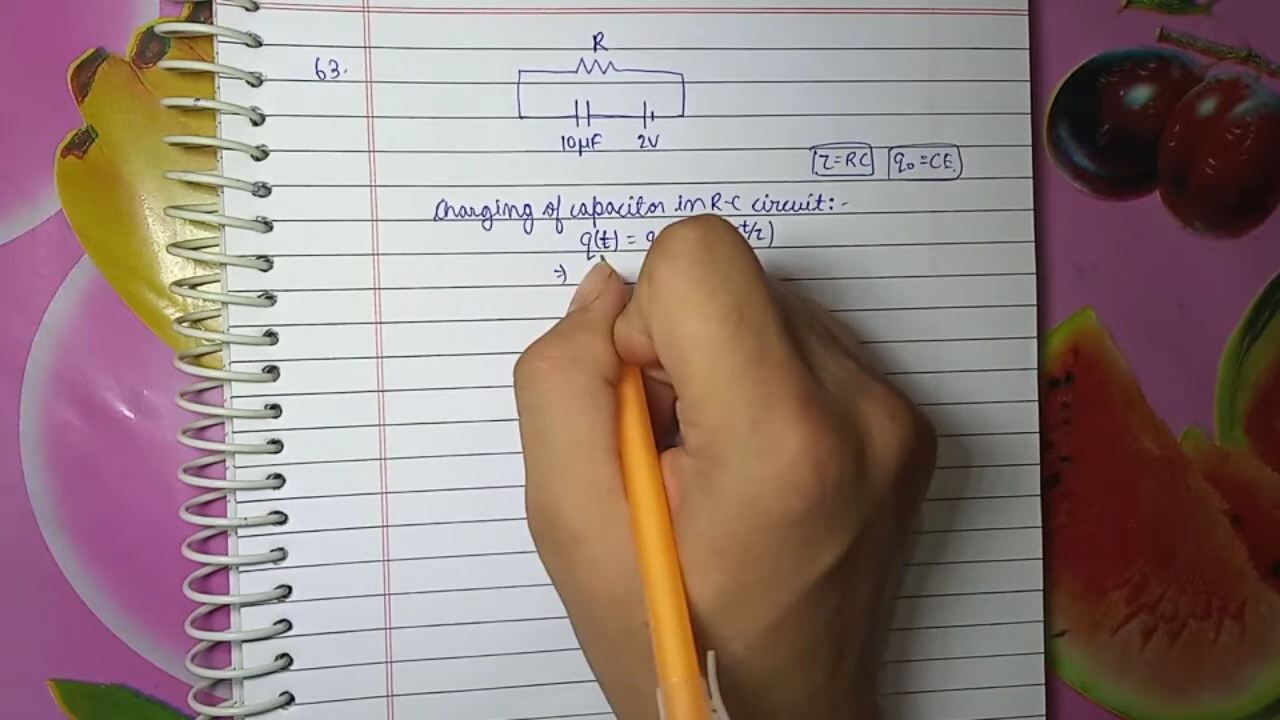 R
63.
10μF 2V
τ=RC q₀=CE
Charging of capacitor in R-C circuit:-
q(t) = q t/τ)
⇒ q